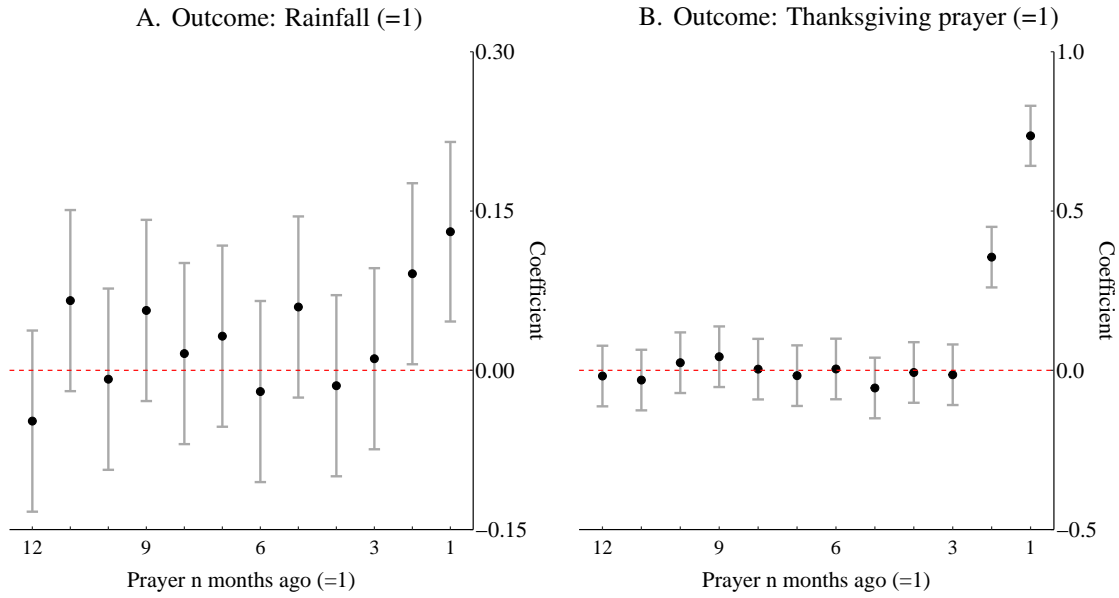 A. Outcome: Rainfall (=1)
0.30
0.15
0.00
−0.15
Coefficient
12 9 6 3 1
Prayer n months ago (=1)
B. Outcome: Thanksgiving prayer (=1)
1.0
0.5
0.0
−0.5
Coefficient
12 9 6 3 1
Prayer n months ago (=1)